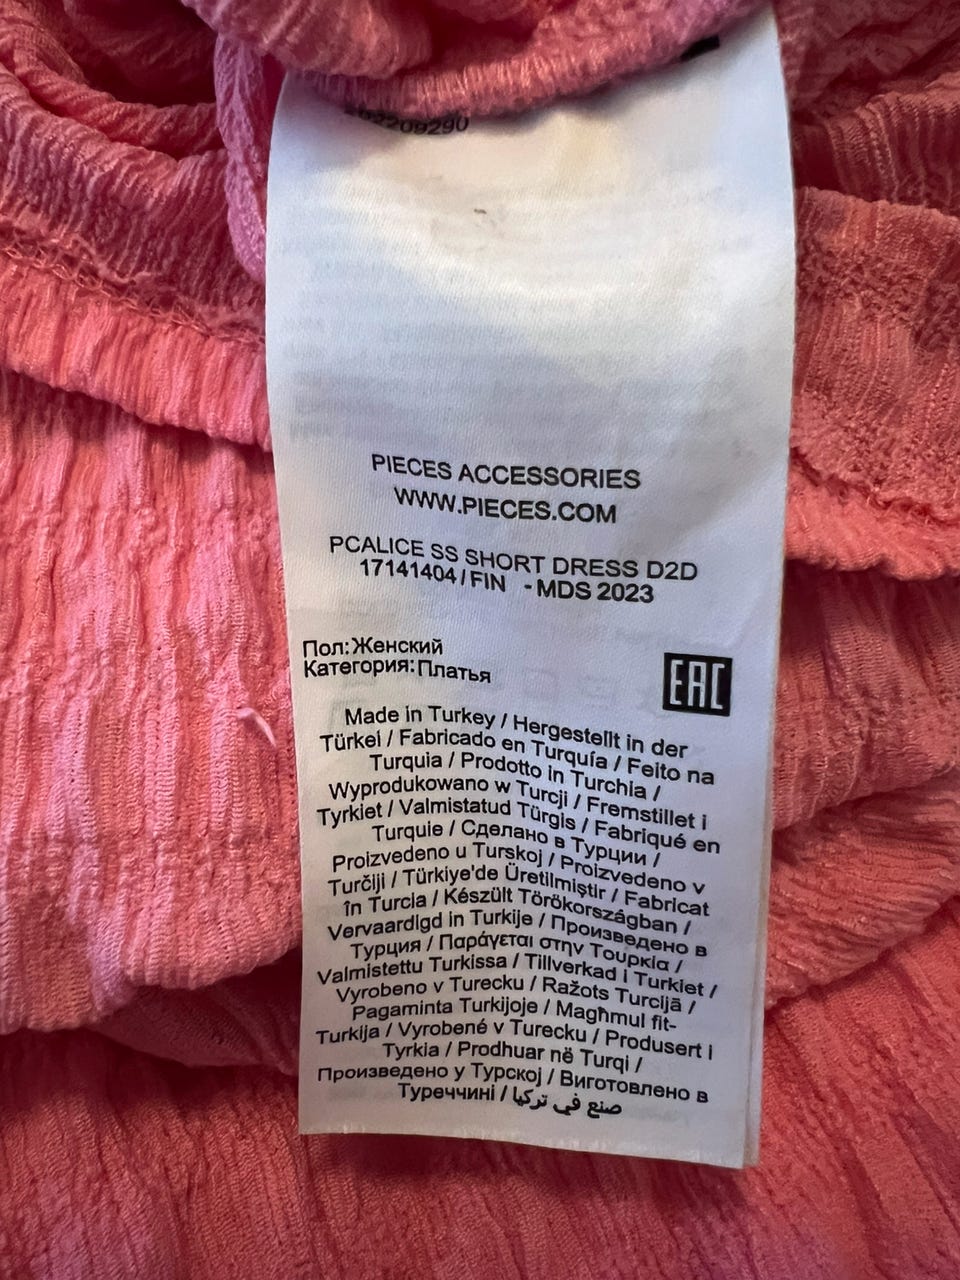 PIECES ACCESSORIES
WWW.PIECES.COM
PCALICE SS SHORT DRESS D2D
17141404/FIN - MDS 2023
Пол:Женский
Категория:Платья
EAC
Made in Turkey / Hergestellt in der
Türkei / Fabricado en Turquía / Feito na
Turquia / Prodotto in Turchia /
Wyprodukowano w Turcji / Fremstillet i
Tyrkiet / Valmistatud Türgis / Fabriqué en
Turquie / Сделано в Турции /
Proizvedeno u Turskoj / Proizvedeno v
Turčiji / Türkiye'de Üretilmiştir / Fabricat
în Turcia / Készült Törökországban /
Vervaardigd in Turkije / Произведено в
Турция / Παράγεται στην Τουρκία /
Valmistettu Turkissa / Tillverkad i Turkiet /
Vyrobeno v Turecku / Ražots Turcijā /
Pagaminta Turkijoje / Magħmul fit-
Turkija / Vyrobené v Turecku / Produsert i
Tyrkia / Prodhuar në Turqi /
Произведено у Турској / Виготовлено в
Туреччині / صنع في تركيا